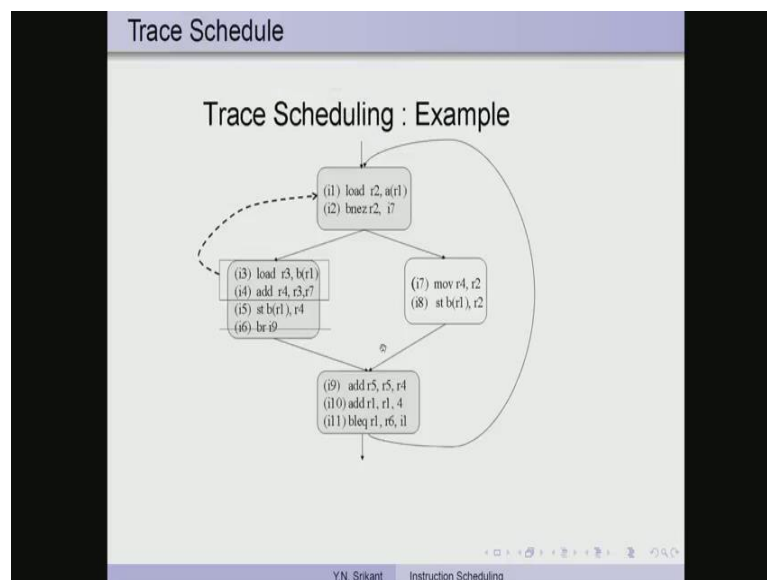 Trace Schedule
Trace Scheduling : Example
(i1) load r2, a(r1)
(i2) bnez r2, i7
(i3) load r3, b(r1)
(i4) add r4, r3,r7
(i5) st b(r1), r4
(i6) br i9
(i7) mov r4, r2
(i8) st b(r1), r2
(i9) add r5, r5, r4
(i10) add r1, r1, 4
(i11) bleq r1, r6, i1
Y.N. Srikant Instruction Scheduling